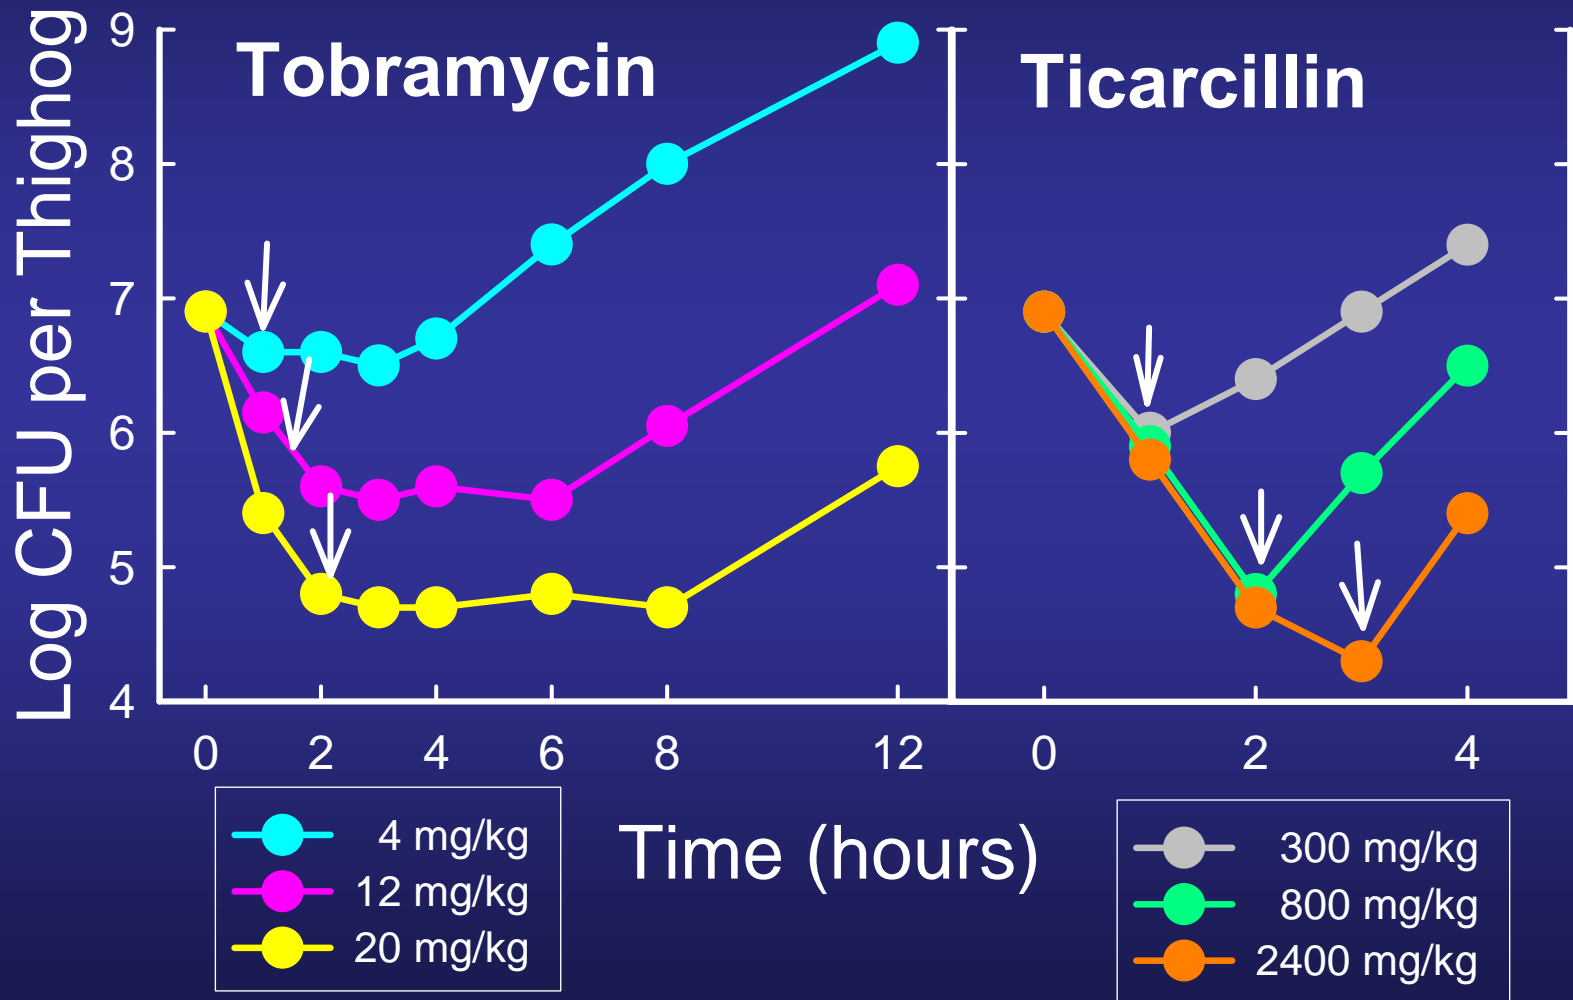 Log CFU per Thighog
9
8
7
6
5
4
Tobramycin
Ticarcillin
0 2 4 6 8 12
0 2 4
Time (hours)
4 mg/kg
12 mg/kg
20 mg/kg
300 mg/kg
800 mg/kg
2400 mg/kg